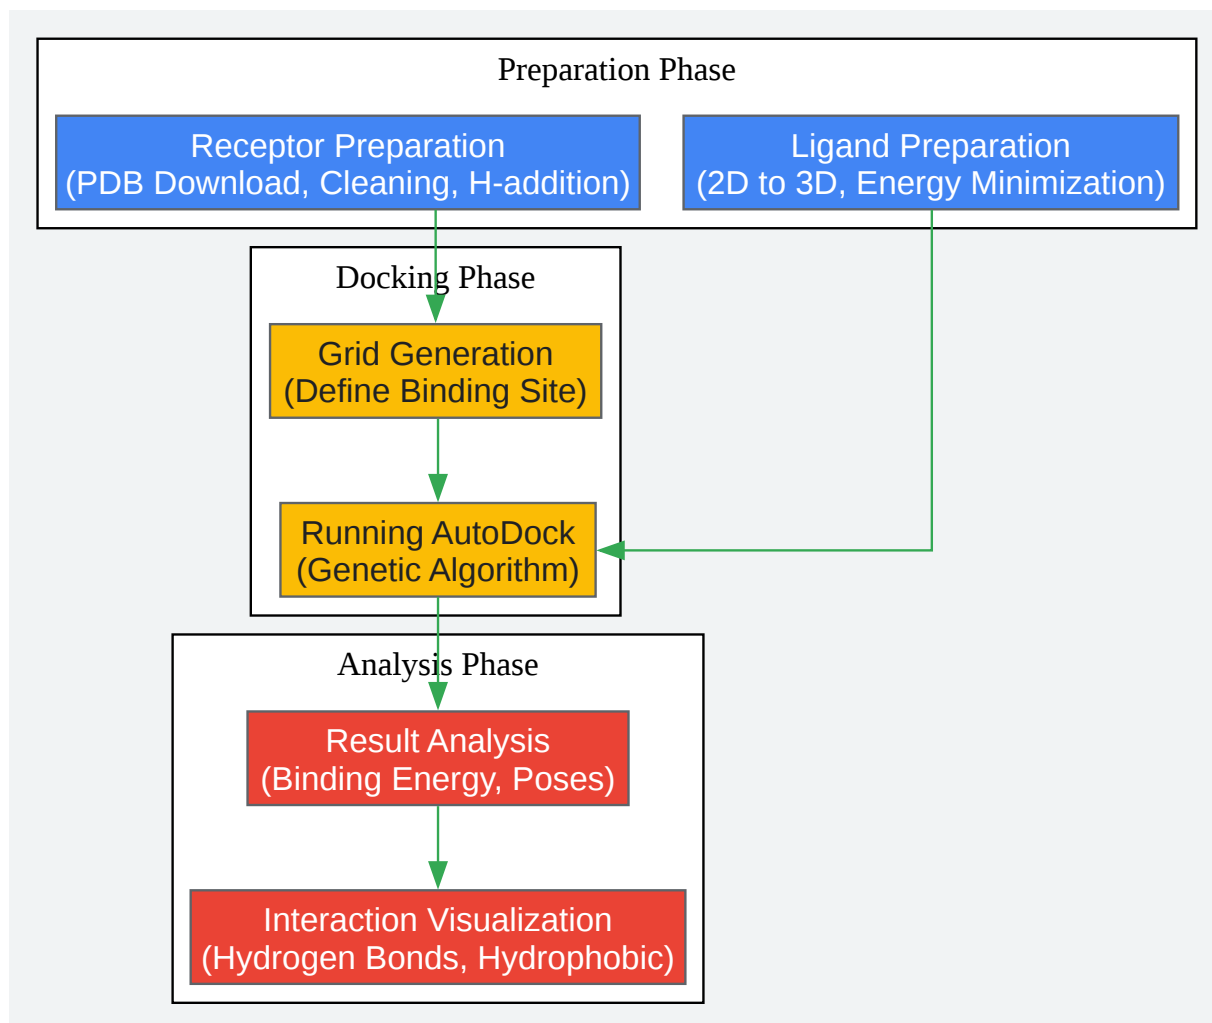 Preparation Phase
Receptor Preparation
(PDB Download, Cleaning, H-addition)
Ligand Preparation
(2D to 3D, Energy Minimization)
Docking Phase
Grid Generation
(Define Binding Site)
Running AutoDock
(Genetic Algorithm)
Analysis Phase
Result Analysis
(Binding Energy, Poses)
Interaction Visualization
(Hydrogen Bonds, Hydrophobic)